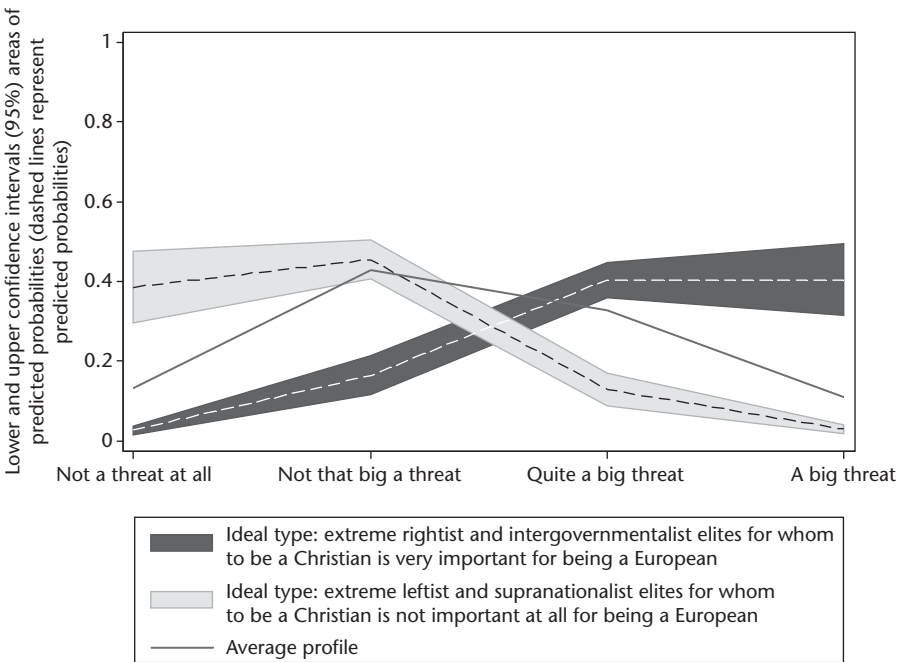 Lower and upper confidence intervals (95%) areas of
predicted probabilities (dashed lines represent
predicted probabilities)
1
0.8
0.6
0.4
0.2
0
Not a threat at all
Not that big a threat
Quite a big threat
A big threat
Ideal type: extreme rightist and intergovernmentalist elites for whom
to be a Christian is very important for being a European
Ideal type: extreme leftist and supranationalist elites for whom
to be a Christian is not important at all for being a European
Average profile